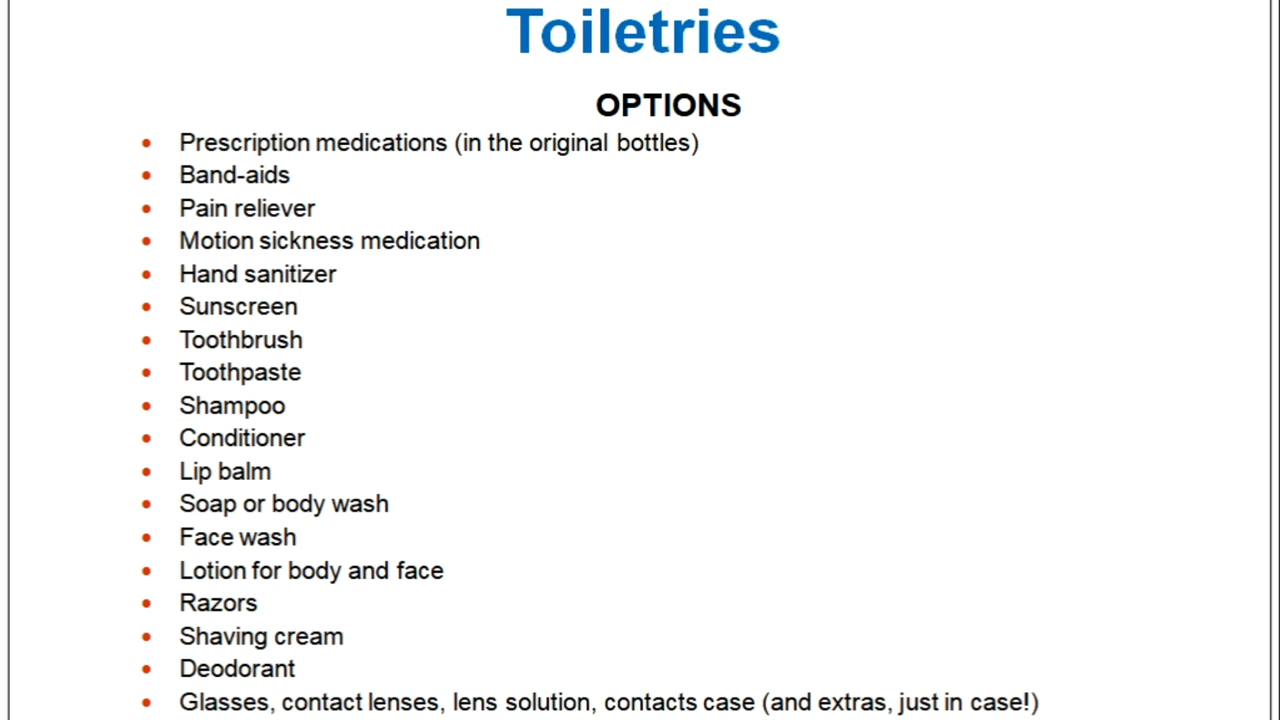 Toiletries
OPTIONS
• Prescription medications (in the original bottles)
• Band-aids
• Pain reliever
• Motion sickness medication
• Hand sanitizer
• Sunscreen
• Toothbrush
• Toothpaste
• Shampoo
• Conditioner
• Lip balm
• Soap or body wash
• Face wash
• Lotion for body and face
• Razors
• Shaving cream
• Deodorant
• Glasses, contact lenses, lens solution, contacts case (and extras, just in case!)